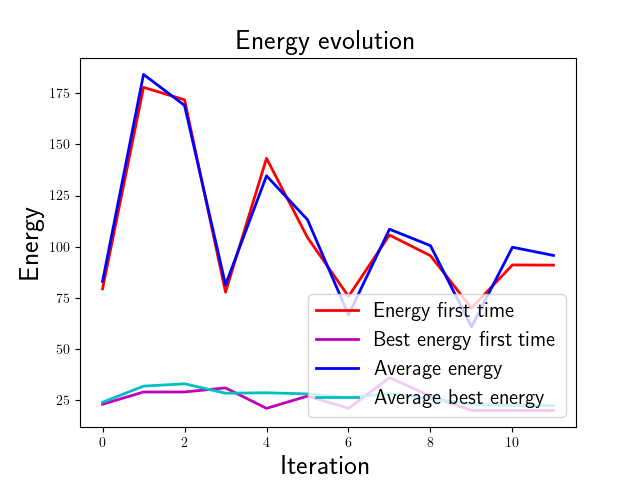 Energy evolution
Energy
175
150
125
100
75
50
25
0
2
4
6
8
10
Iteration
Energy first time
Best energy first time
Average energy
Average best energy